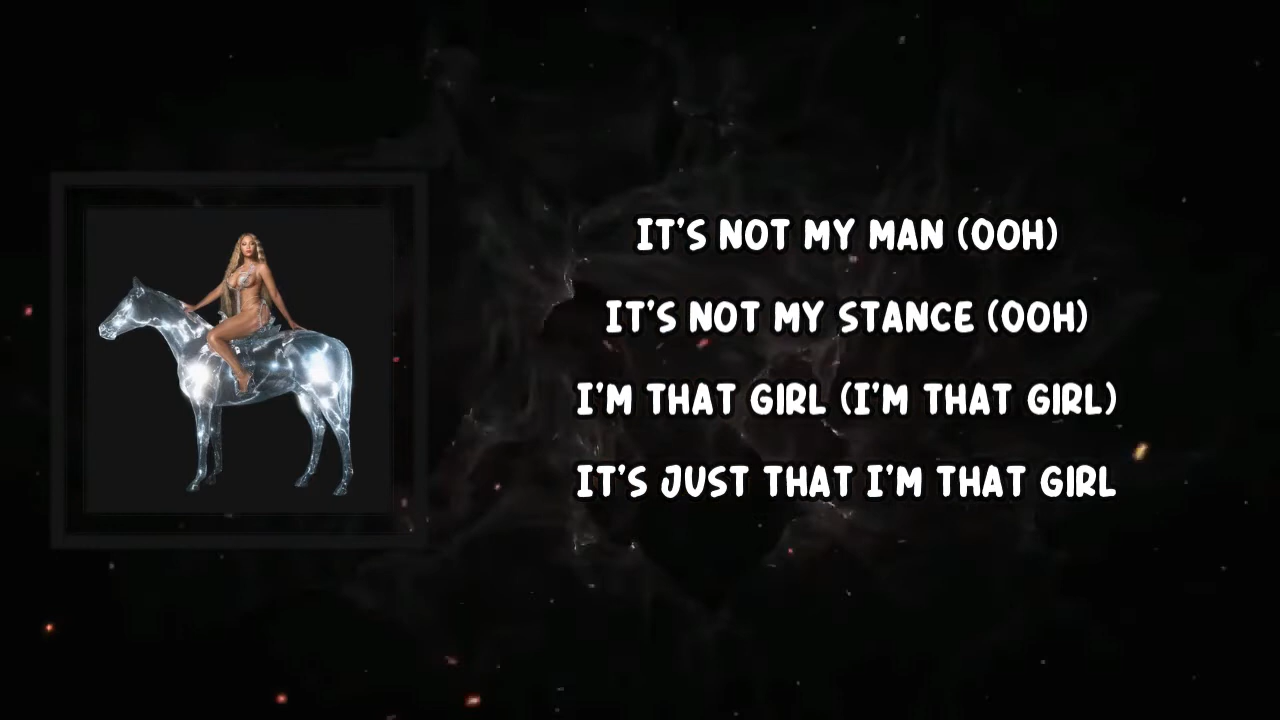 IT'S NOT MY MAN (OOH)
IT'S NOT MY STANCE (OOH)
I'M THAT GIRL (I'M THAT GIRL)
IT'S JUST THAT I'M THAT GIRL